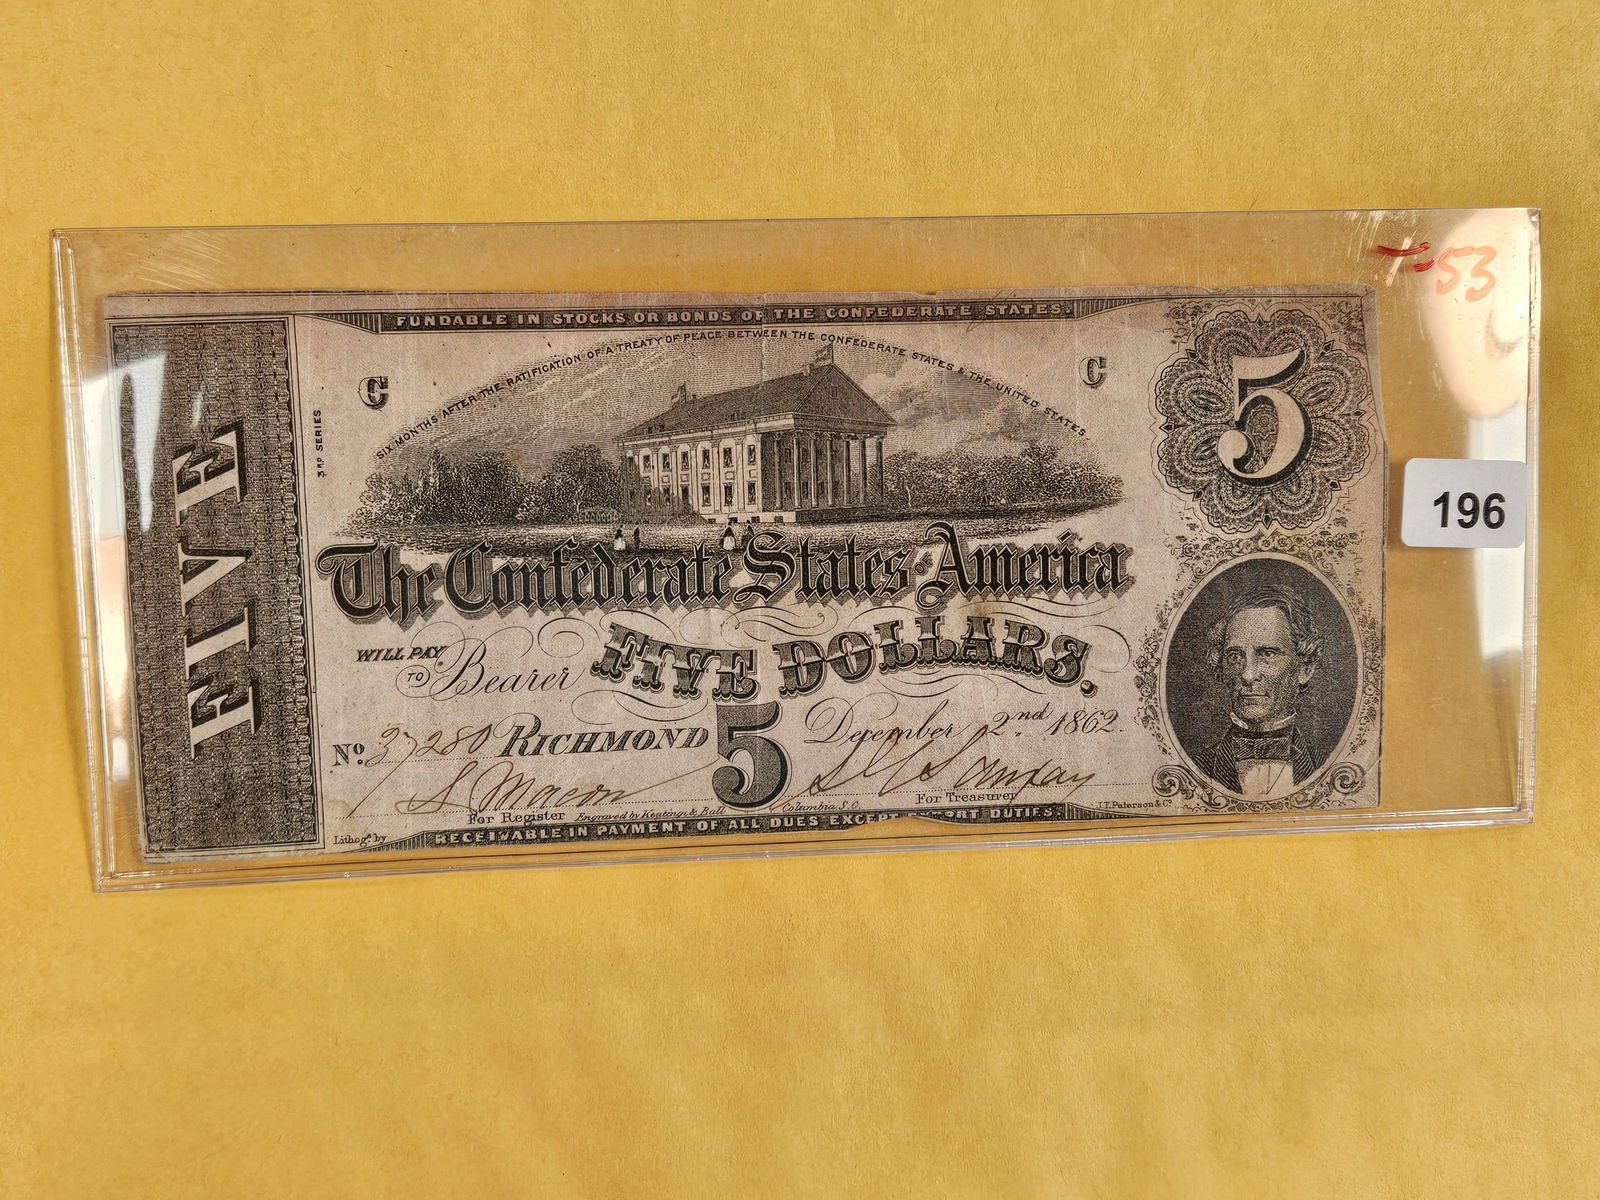 T-53
196
FUNDABLE IN STOCKS OR BONDS OF THE CONFEDERATE STATES.
SIX MONTHS AFTER THE RATIFICATION OF A TREATY OF PEACE BETWEEN THE CONFEDERATE STATES & THE UNITED STATES.
C
C
5
3RD SERIES
FIVE
The Confederate States of America
WILL PAY TO Bearer FIVE DOLLARS.
No. 37280 RICHMOND 5 December 2nd 1862.
S. Macon
For Register
Engraved by Keatinge & Ball Columbia S.C.
For Treasurer
Lithogd by
J.T. Paterson & Co
RECEIVABLE IN PAYMENT OF ALL DUES EXCEPT EXPORT DUTIES.